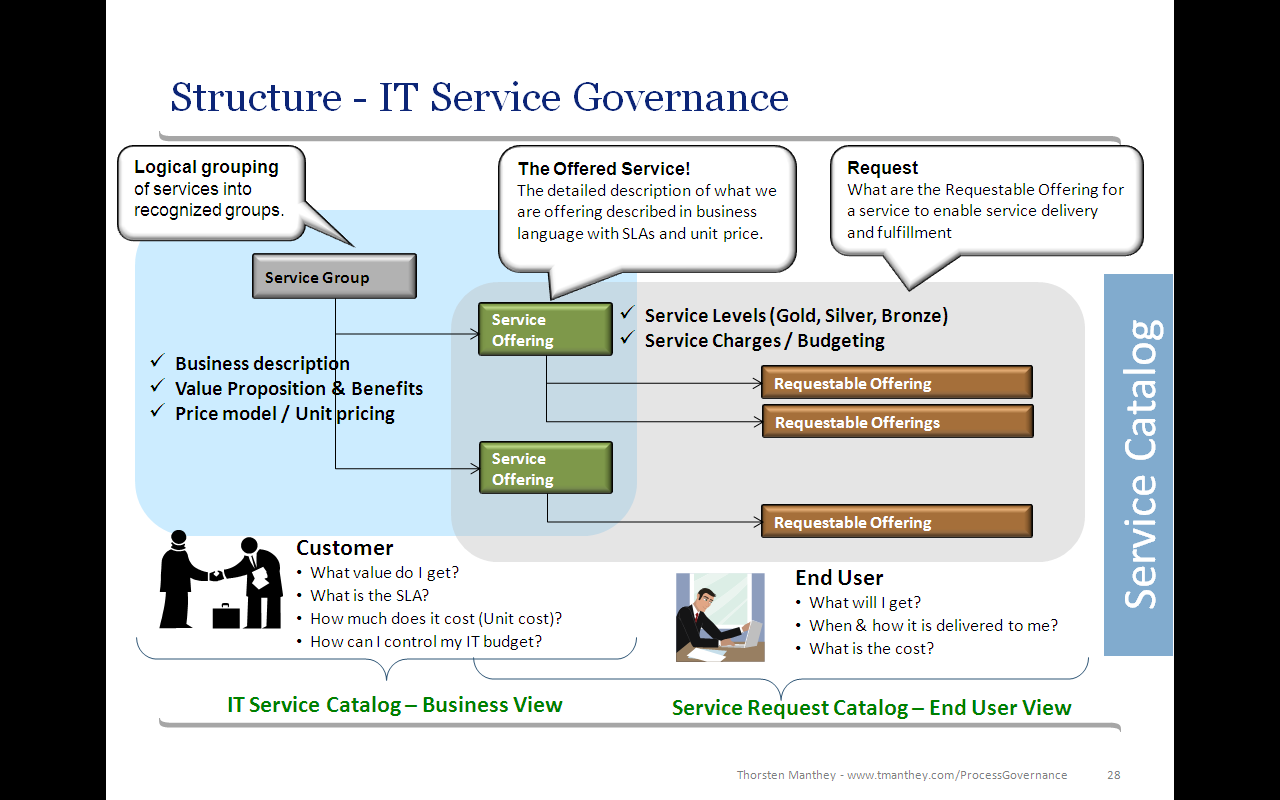 Structure - IT Service Governance
Logical grouping
of services into
recognized groups.
The Offered Service!
The detailed description of what we
are offering described in business
language with SLAs and unit price.
Request
What are the Requestable Offering for
a service to enable service delivery
and fulfillment
Service Group
Service
Offering
✓ Service Levels (Gold, Silver, Bronze)
✓ Service Charges / Budgeting
✓ Business description
✓ Value Proposition & Benefits
✓ Price model / Unit pricing
Requestable Offering
Requestable Offerings
Service
Offering
Requestable Offering
Service Catalog
Customer
• What value do I get?
• What is the SLA?
• How much does it cost (Unit cost)?
• How can I control my IT budget?
End User
• What will I get?
• When & how it is delivered to me?
• What is the cost?
IT Service Catalog – Business View
Service Request Catalog – End User View
Thorsten Manthey - www.tmanthey.com/ProcessGovernance
28